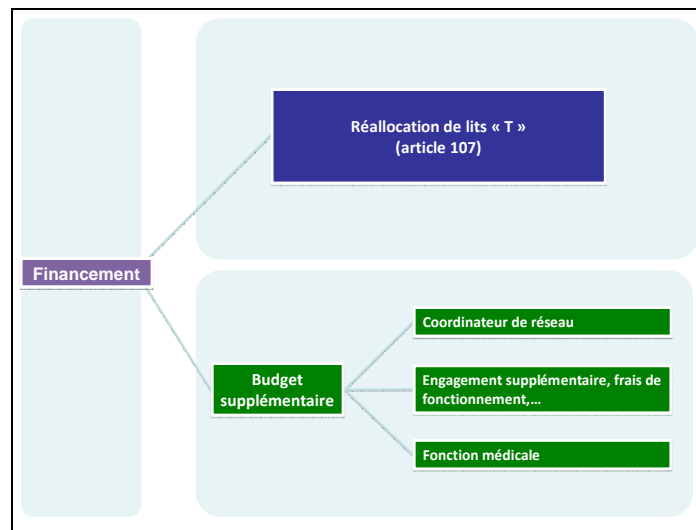 Réallocation de lits « T »
(article 107)
Financement
Budget
supplémentaire
Coordinateur de réseau
Engagement supplémentaire, frais de
fonctionnement,...
Fonction médicale